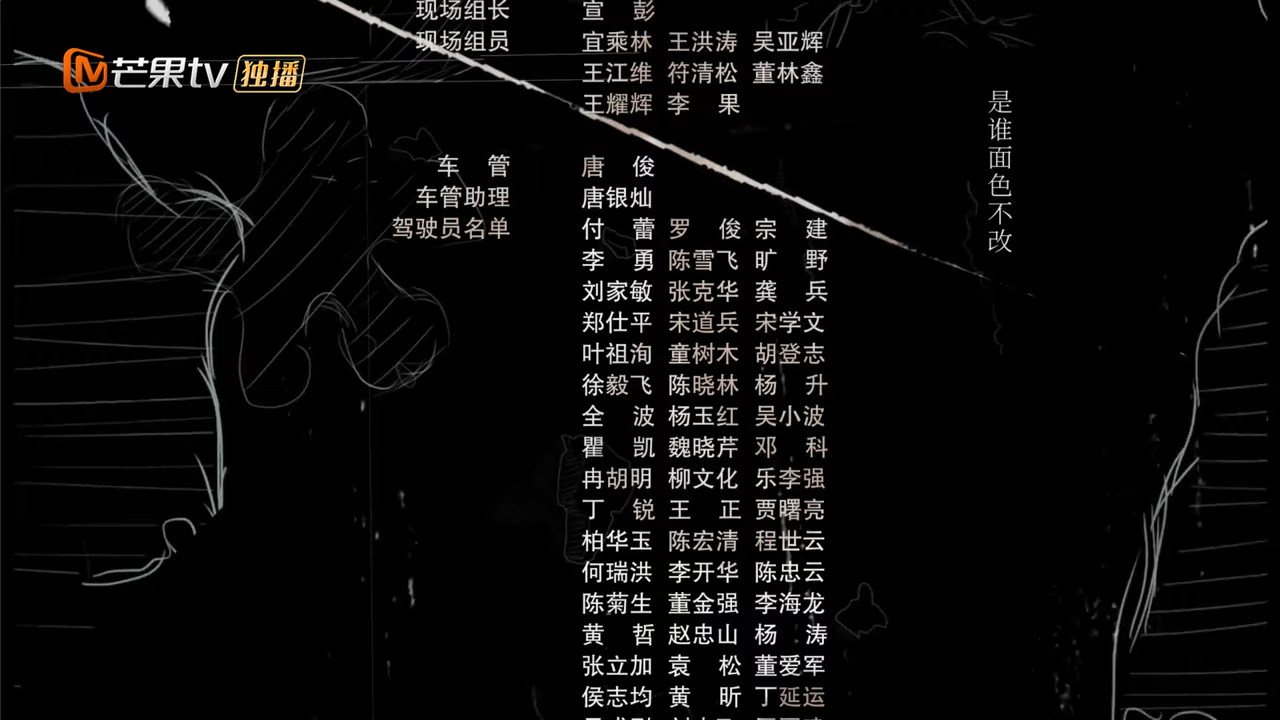 现场组长 宣 彭
现场组员 宜乘林 王洪涛 吴亚辉
芒果tv 独播
王江维 符清松 董林鑫
王耀辉 李 果
是谁面色不改
车 管 唐 俊
车管助理 唐银灿
驾驶员名单 付 蕾 罗 俊 宗 建
李 勇 陈雪飞 旷 野
刘家敏 张克华 龚 兵
郑仕平 宋道兵 宋学文
叶祖洵 童树木 胡登志
徐毅飞 陈晓林 杨 升
全 波 杨玉红 吴小波
瞿 凯 魏晓芹 邓 科
冉胡明 柳文化 乐李强
丁 锐 王 正 贾曙亮
柏华玉 陈宏清 程世云
何瑞洪 李开华 陈忠云
陈菊生 董金强 李海龙
黄 哲 赵忠山 杨 涛
张立加 袁 松 董爱军
侯志均 黄 昕 丁延运